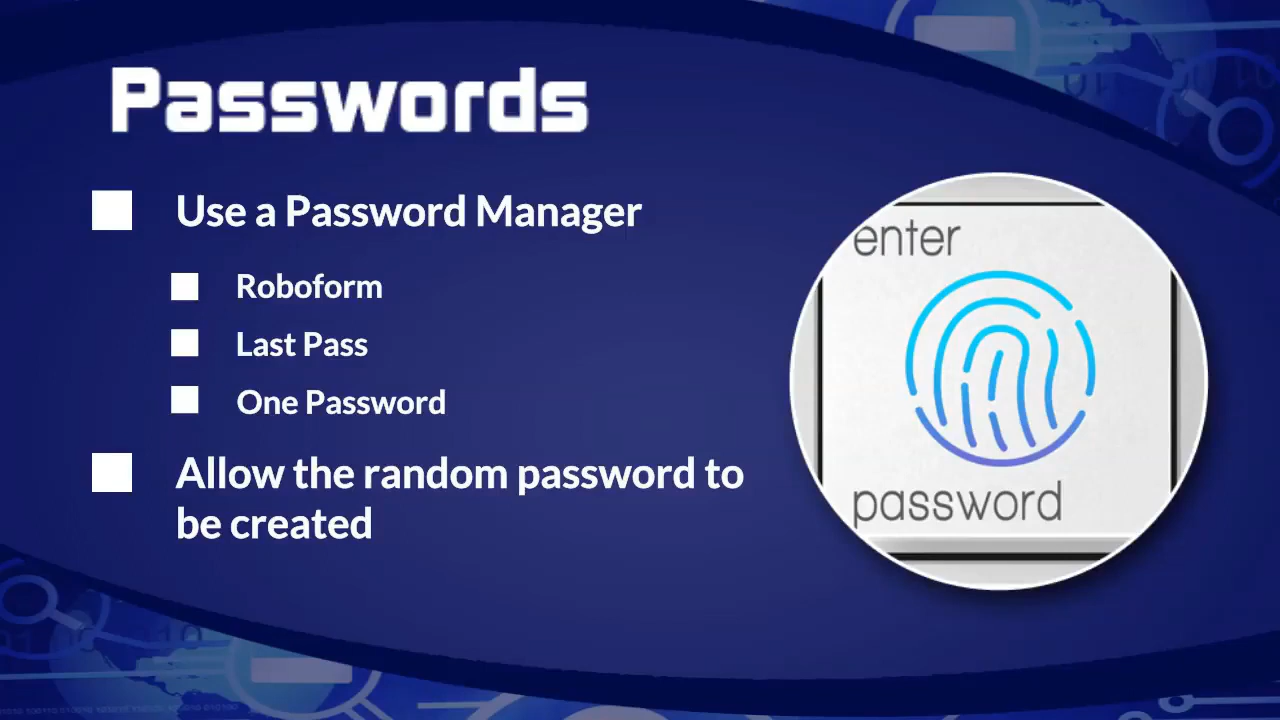 Passwords
Use a Password Manager
Roboform
Last Pass
One Password
Allow the random password to
be created
enter
password